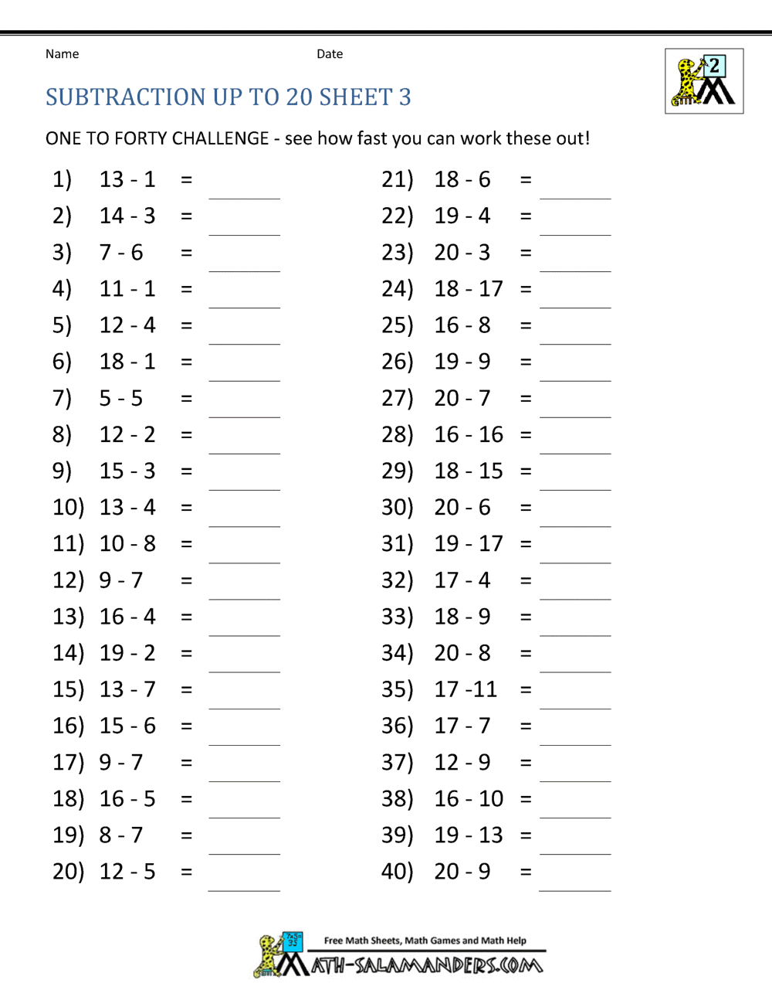 Name Date
2
SUBTRACTION UP TO 20 SHEET 3
ONE TO FORTY CHALLENGE - see how fast you can work these out!
1) 13 - 1 =
2) 14 - 3 =
3) 7 - 6 =
4) 11 - 1 =
5) 12 - 4 =
6) 18 - 1 =
7) 5 - 5 =
8) 12 - 2 =
9) 15 - 3 =
10) 13 - 4 =
11) 10 - 8 =
12) 9 - 7 =
13) 16 - 4 =
14) 19 - 2 =
15) 13 - 7 =
16) 15 - 6 =
17) 9 - 7 =
18) 16 - 5 =
19) 8 - 7 =
20) 12 - 5 =
21) 18 - 6 =
22) 19 - 4 =
23) 20 - 3 =
24) 18 - 17 =
25) 16 - 8 =
26) 19 - 9 =
27) 20 - 7 =
28) 16 - 16 =
29) 18 - 15 =
30) 20 - 6 =
31) 19 - 17 =
32) 17 - 4 =
33) 18 - 9 =
34) 20 - 8 =
35) 17 -11 =
36) 17 - 7 =
37) 12 - 9 =
38) 16 - 10 =
39) 19 - 13 =
40) 20 - 9 =
7x5=
35
Free Math Sheets, Math Games and Math Help
MATH-SALAMANDERS.COM